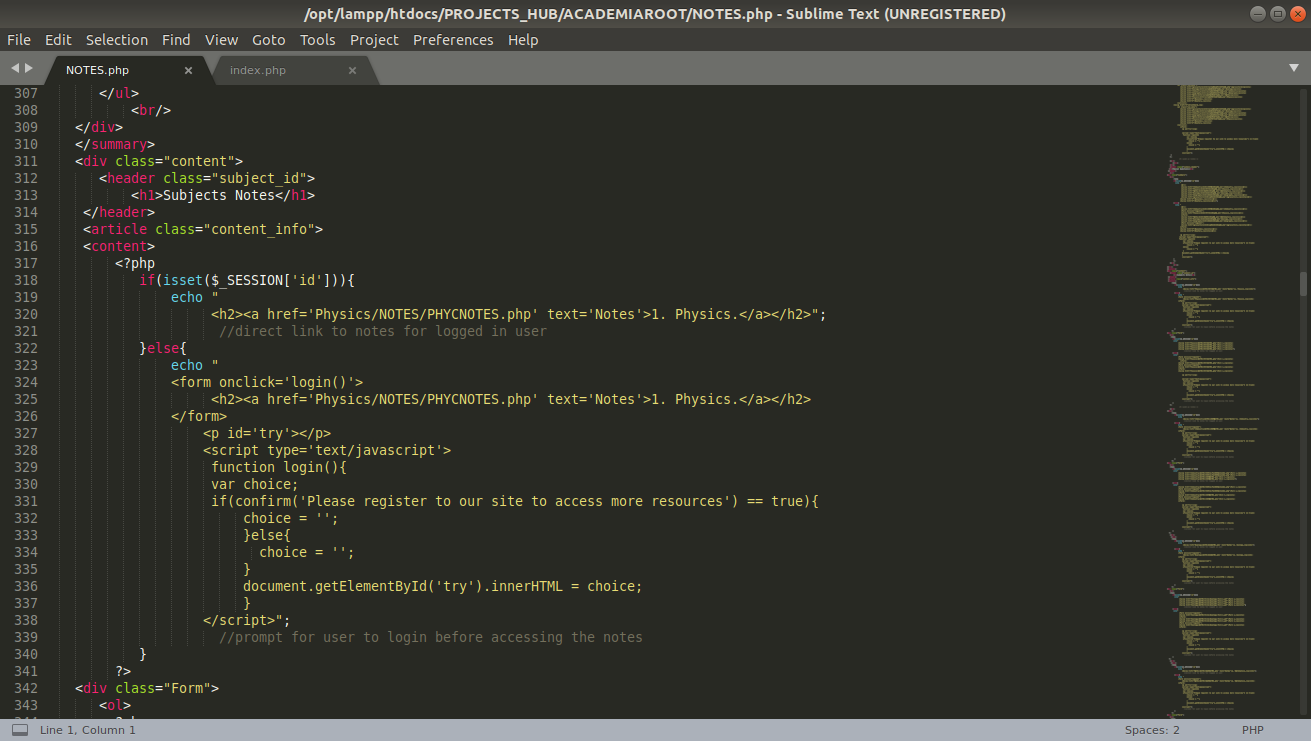 /opt/lampp/htdocs/PROJECTS_HUB/ACADEMIAROOT/NOTES.php - Sublime Text (UNREGISTERED)
File Edit Selection Find View Goto Tools Project Preferences Help
NOTES.php index.php
307 </ul>
308 <br/>
309 </div>
310 </summary>
311 <div class="content">
312 <header class="subject_id">
313 <h1>Subjects Notes</h1>
314 </header>
315 <article class="content_info">
316 <content>
317 <?php
318 if(isset($_SESSION['id'])){
319 echo "
320 <h2><a href='Physics/NOTES/PHYCNOTES.php' text='Notes'>1. Physics.</a></h2>";
321 //direct link to notes for logged in user
322 }else{
323 echo "
324 <form onclick='login()'>
325 <h2><a href='Physics/NOTES/PHYCNOTES.php' text='Notes'>1. Physics.</a></h2>
326 </form>
327 <p id='try'></p>
328 <script type='text/javascript'>
329 function login(){
330 var choice;
331 if(confirm('Please register to our site to access more resources') == true){
332 choice = '';
333 }else{
334 choice = '';
335 }
336 document.getElementById('try').innerHTML = choice;
337 }
338 </script>";
339 //prompt for user to login before accessing the notes
340 }
341 ?>
342 <div class="Form">
343 <ol>
Line 1, Column 1 Spaces: 2 PHP